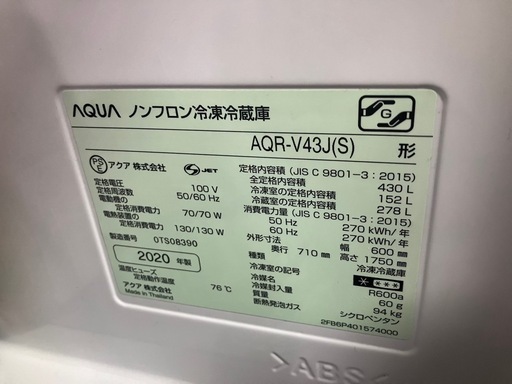 AQUA ノンフロン冷凍冷蔵庫
G
AQR-V43J(S) 形
PS E アクア 株式会社 S JET
定格電圧 100 V
定格周波数 50/60 Hz
電動機の
定格消費電力 70/70 W
電熱装置の
定格消費電力 130/130 W
製造番号 0TS08390
2020 年製
温度ヒューズ
定格動作温度 76℃
アクア 株式会社
Made in Thailand
定格内容積 (JIS C 9801-3 : 2015)
全定格内容積 430 L
冷凍室の定格内容積 152 L
冷蔵室の定格内容積 278 L
消費電力量 (JIS C 9801-3 : 2015)
50 Hz 270 kWh/年
60 Hz 270 kWh/年
外形寸法 幅 600 mm
奥行 710 mm 高さ 1750 mm
種類 冷凍冷蔵庫
冷凍室の記号
冷媒名 R600a
冷媒封入量 60 g
質量 94 kg
断熱発泡ガス シクロペンタン
2FB6P401574000
>ABS<